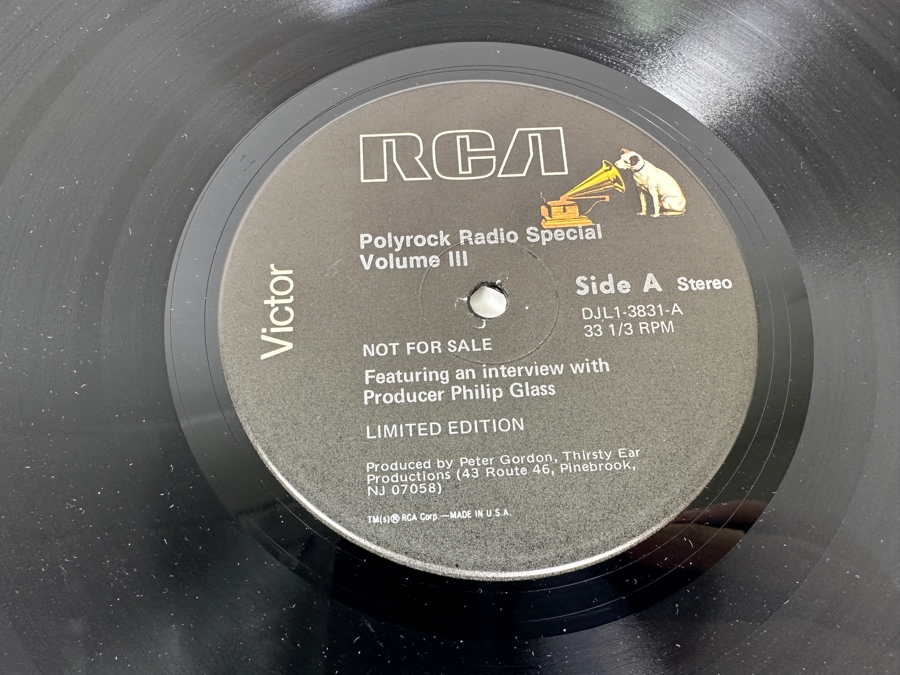 RCA
Polyrock Radio Special
Volume III
Victor
Side A Stereo
DJL1-3831-A
33 1/3 RPM
NOT FOR SALE
Featuring an interview with
Producer Philip Glass
LIMITED EDITION
Produced by Peter Gordon, Thirsty Ear
Productions (43 Route 46, Pinebrook,
NJ 07058)
TM(s)® RCA Corp.—MADE IN U.S.A.